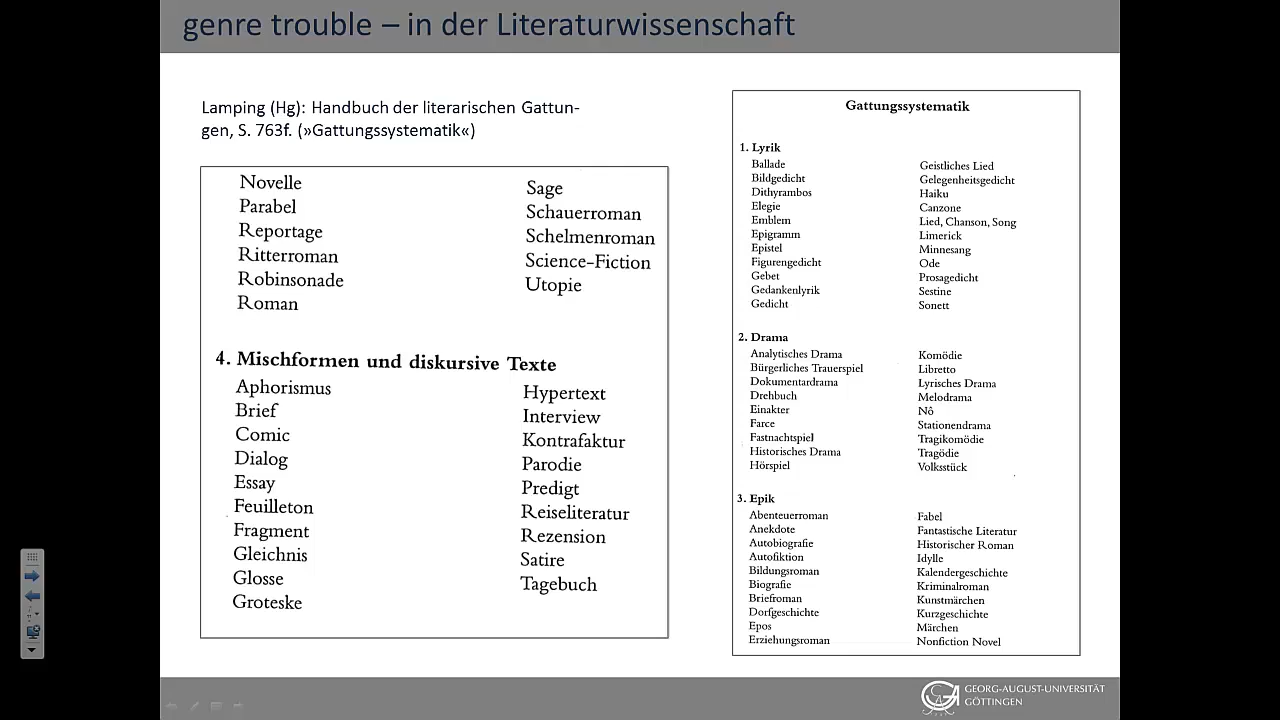 genre trouble – in der Literaturwissenschaft
Lamping (Hg): Handbuch der literarischen Gattun-
gen, S. 763f. (»Gattungssystematik«)
Novelle
Parabel
Reportage
Ritterroman
Robinsonade
Roman
Sage
Schauerroman
Schelmenroman
Science-Fiction
Utopie
4. Mischformen und diskursive Texte
Aphorismus
Brief
Comic
Dialog
Essay
Feuilleton
Fragment
Gleichnis
Glosse
Groteske
Hypertext
Interview
Kontrafaktur
Parodie
Predigt
Reiseliteratur
Rezension
Satire
Tagebuch
Gattungssystematik
1. Lyrik
Ballade
Bildgedicht
Dithyrambos
Elegie
Emblem
Epigramm
Epistel
Figurengedicht
Gebet
Gedankenlyrik
Gedicht
Geistliches Lied
Gelegenheitsgedicht
Haiku
Canzone
Lied, Chanson, Song
Limerick
Minnesang
Ode
Prosagedicht
Sestine
Sonett
2. Drama
Analytisches Drama
Bürgerliches Trauerspiel
Dokumentardrama
Drehbuch
Einakter
Farce
Fastnachtspiel
Historisches Drama
Hörspiel
Komödie
Libretto
Lyrisches Drama
Melodrama
Nô
Stationendrama
Tragikomödie
Tragödie
Volksstück
3. Epik
Abenteuerroman
Anekdote
Autobiografie
Autofiktion
Bildungsroman
Biografie
Briefroman
Dorfgeschichte
Epos
Erziehungsroman
Fabel
Fantastische Literatur
Historischer Roman
Idylle
Kalendergeschichte
Kriminalroman
Kunstmärchen
Kurzgeschichte
Märchen
Nonfiction Novel
GEORG-AUGUST-UNIVERSITÄT
GÖTTINGEN